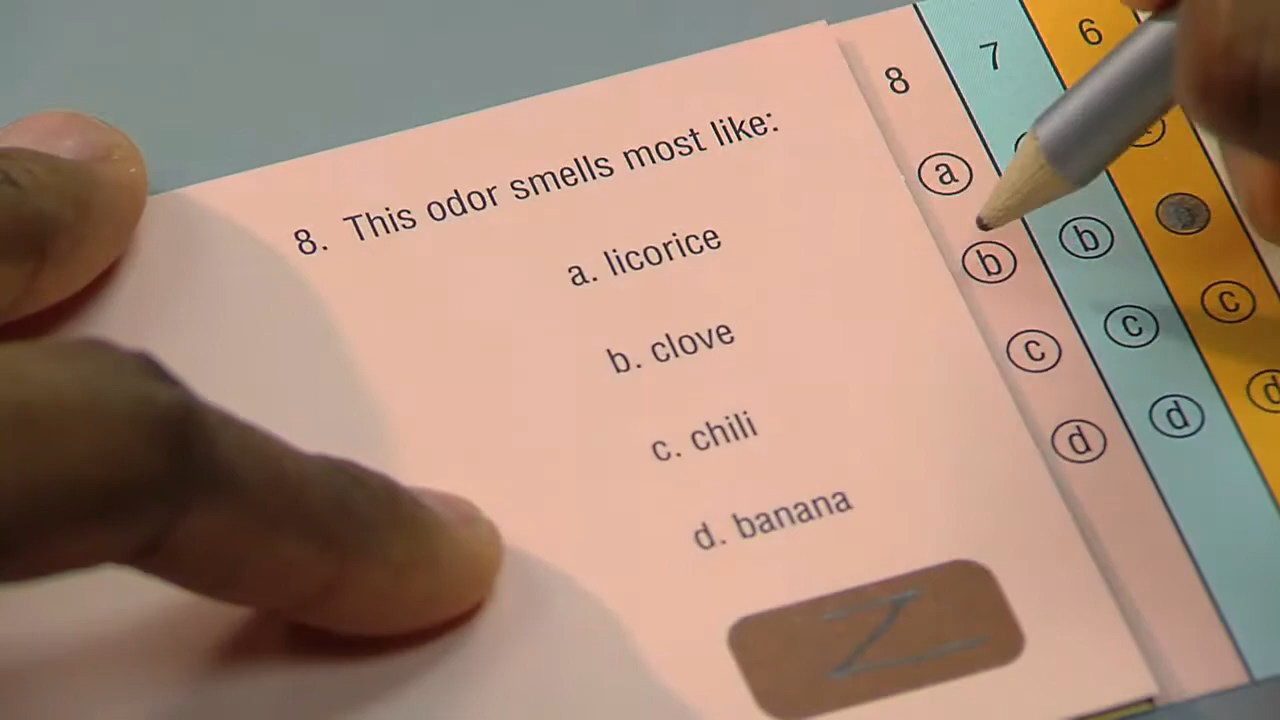 8. This odor smells most like:
a. licorice
b. clove
c. chili
d. banana
8 7 6
a
b b
c c c
d d d